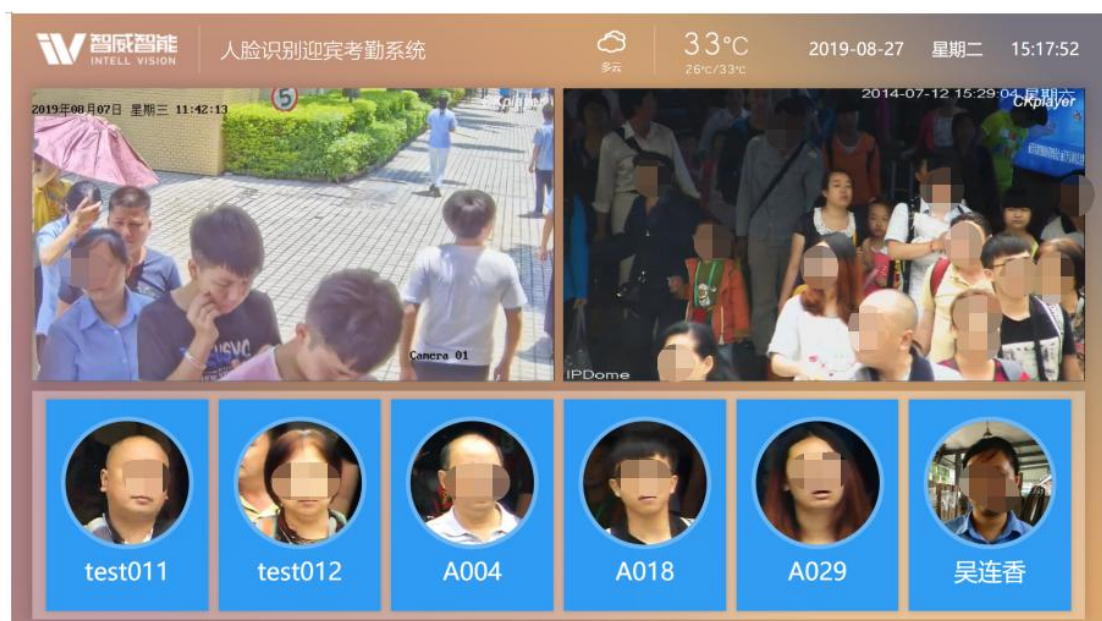 智威智能
INTELL VISION
人脸识别迎宾考勤系统
多云
33°C
26°C/33°C
2019-08-27 星期二 15:17:52
2019年08月07日 星期三 11:42:13
⑤
CKplayer
Camera 01
2014-07-12 15:29:04 星期六
CKplayer
IPDome
test011
test012
A004
A018
A029
吴连香